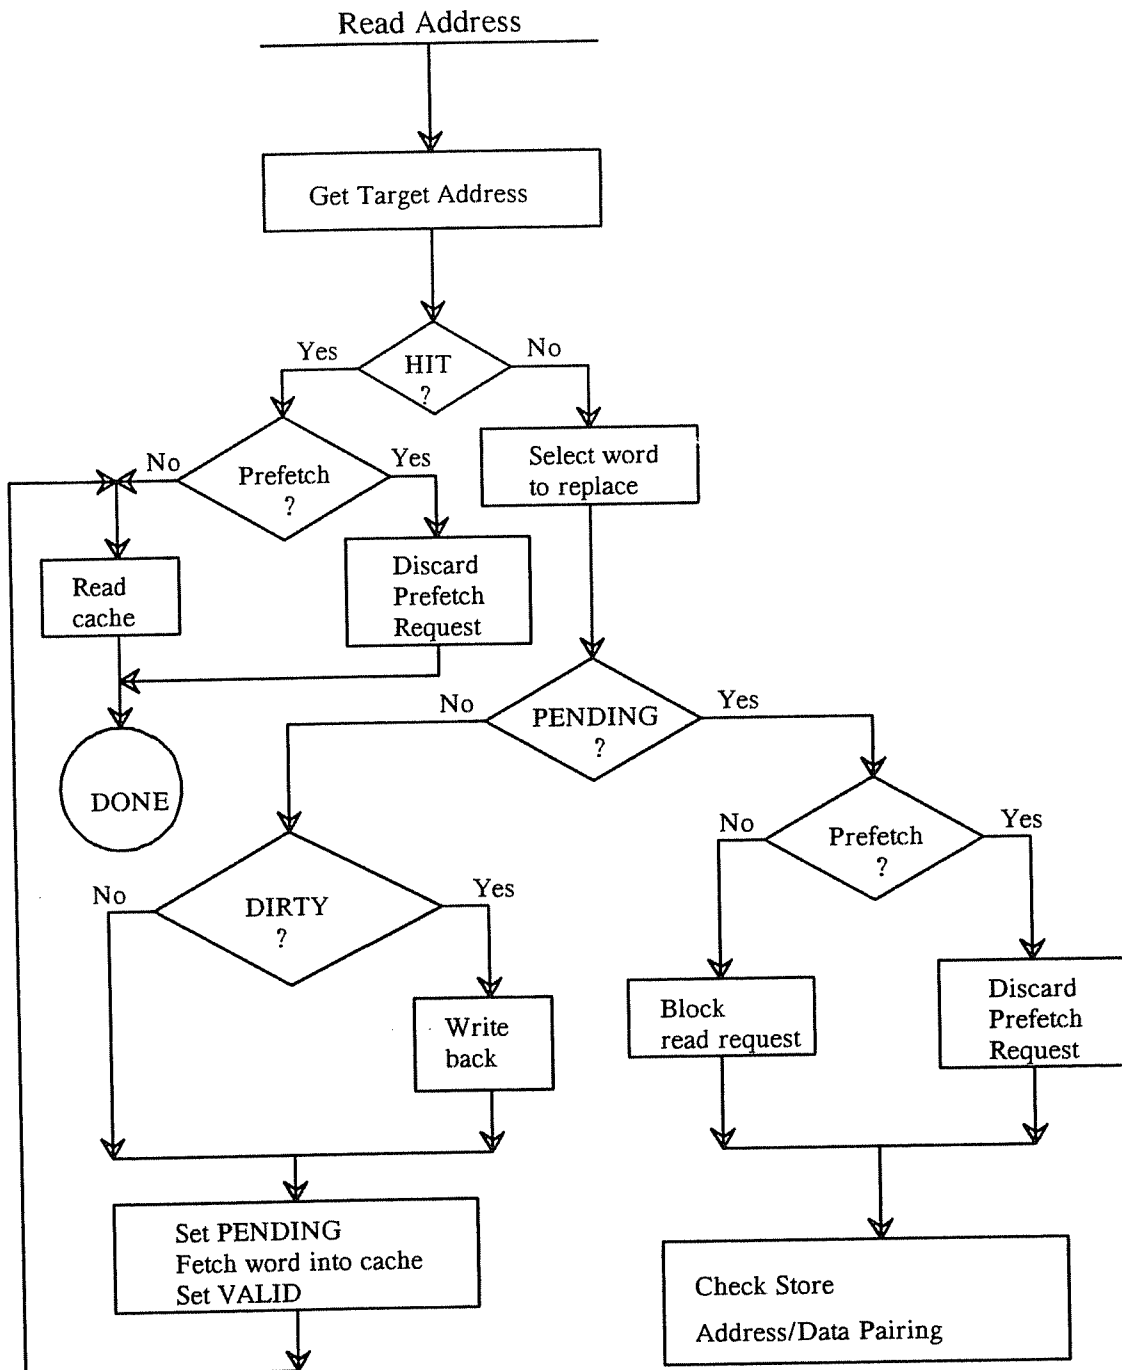 Read Address
Get Target Address
HIT
?
Yes
No
Prefetch
?
No
Yes
Select word
to replace
Read
cache
Discard
Prefetch
Request
DONE
PENDING
?
No
Yes
DIRTY
?
No
Yes
Prefetch
?
No
Yes
Write
back
Block
read request
Discard
Prefetch
Request
Set PENDING
Fetch word into cache
Set VALID
Check Store
Address/Data Pairing